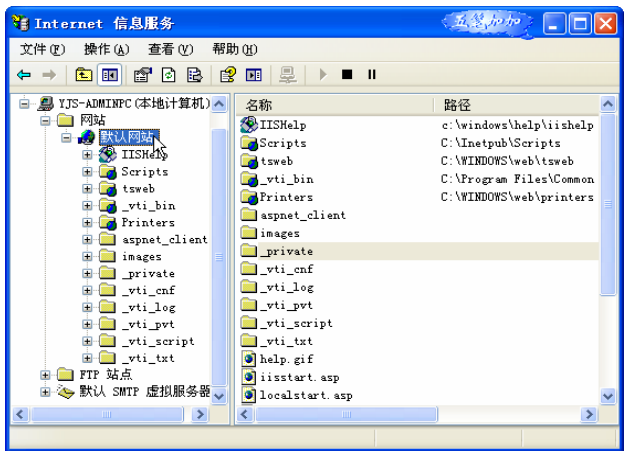 Internet 信息服务
五笔加加
文件(F) 操作(A) 查看(V) 帮助(H)
YJS-ADMINPC(本地计算机)
网站
默认网站
IISHelp
Scripts
tsweb
_vti_bin
Printers
aspnet_client
images
_private
_vti_cnf
_vti_log
_vti_pvt
_vti_script
_vti_txt
FTP 站点
默认 SMTP 虚拟服务器
名称 路径
IISHelp c:\windows\help\iishelp
Scripts C:\Inetpub\Scripts
tsweb C:\WINDOWS\web\tsweb
_vti_bin C:\Program Files\Common
Printers C:\WINDOWS\web\printers
aspnet_client
images
_private
_vti_cnf
_vti_log
_vti_pvt
_vti_script
_vti_txt
help.gif
iisstart.asp
localstart.asp